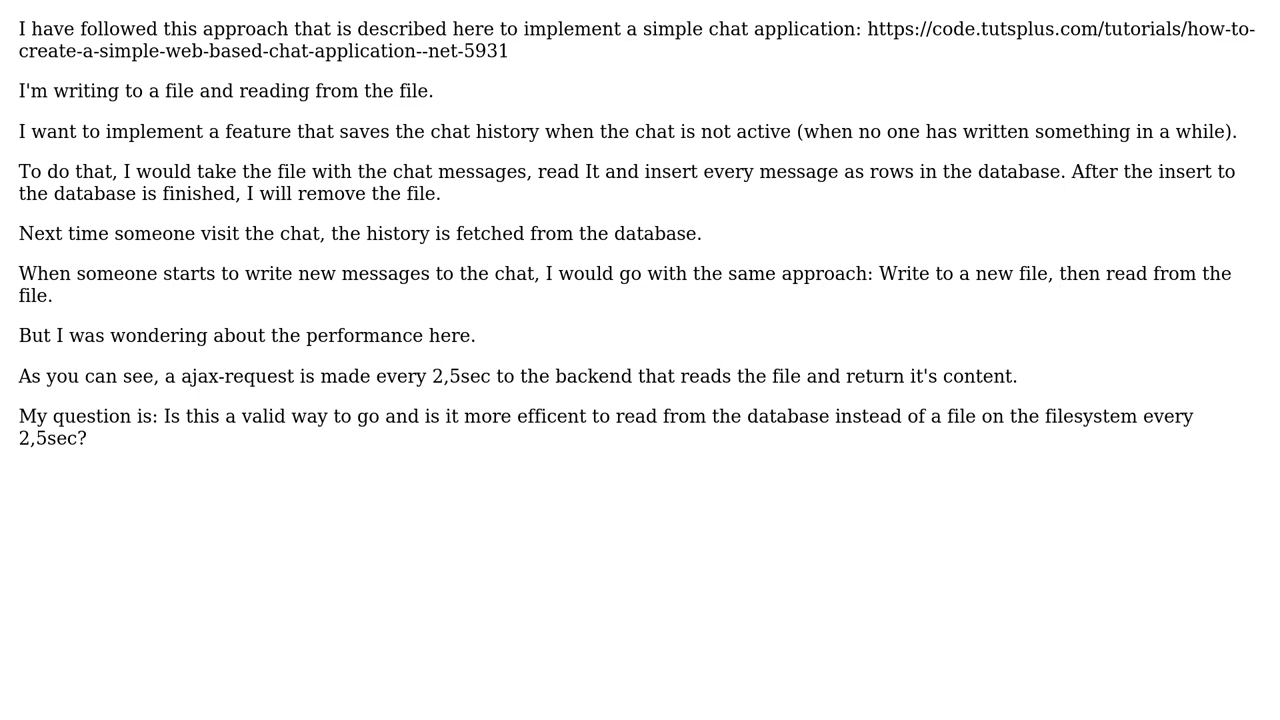 I have followed this approach that is described here to implement a simple chat application: https://code.tutsplus.com/tutorials/how-to-
create-a-simple-web-based-chat-application--net-5931
I'm writing to a file and reading from the file.
I want to implement a feature that saves the chat history when the chat is not active (when no one has written something in a while).
To do that, I would take the file with the chat messages, read It and insert every message as rows in the database. After the insert to
the database is finished, I will remove the file.
Next time someone visit the chat, the history is fetched from the database.
When someone starts to write new messages to the chat, I would go with the same approach: Write to a new file, then read from the
file.
But I was wondering about the performance here.
As you can see, a ajax-request is made every 2,5sec to the backend that reads the file and return it's content.
My question is: Is this a valid way to go and is it more efficent to read from the database instead of a file on the filesystem every
2,5sec?